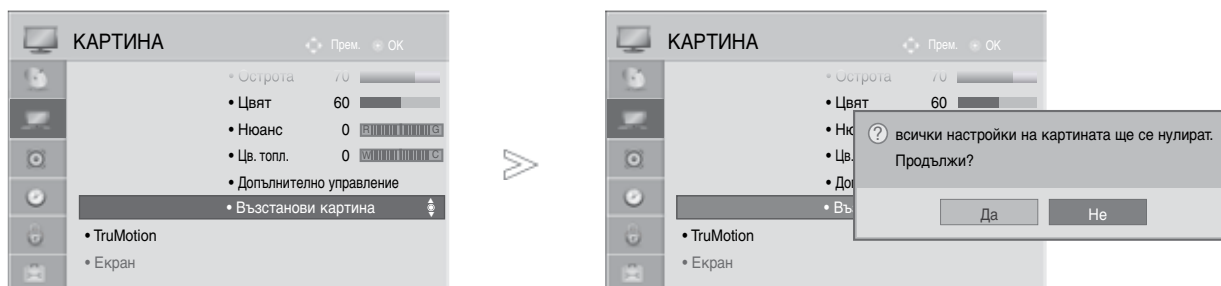 КАРТИНА
Прем. OK
• Острота 70
• Цвят 60
• Нюанс 0 R G
• Цв. топл. 0 W C
• Допълнително управление
• Възстанови картина
• TruMotion
• Екран
КАРТИНА
Прем. OK
• Острота 70
• Цвят 60
• Ню
• Цв.
• Доп
• Въ
• TruMotion
• Екран
? всички настройки на картината ще се нулират.
Продължи?
Да Не